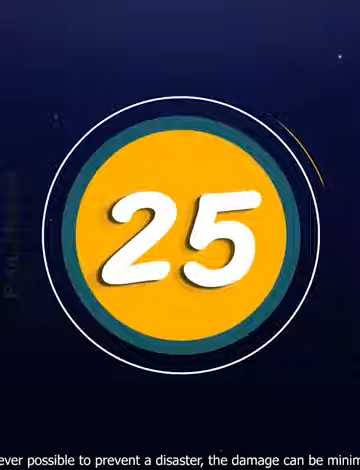 25
ever possible to prevent a disaster, the damage can be minim